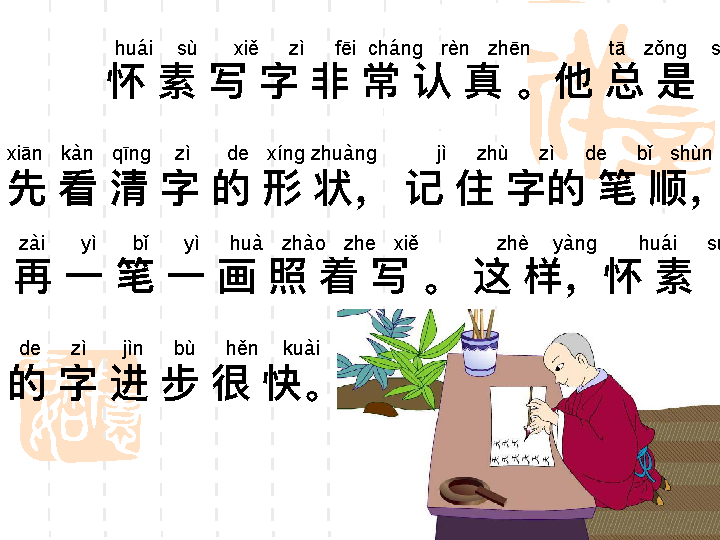 huái sù xiě zì fēi cháng rèn zhēn tā zǒng s
怀素写字非常认真。他总是
xiān kàn qīng zì de xíng zhuàng jì zhù zì de bǐ shùn
先看清字的形状，记住字的笔顺，
zài yì bǐ yì huà zhào zhe xiě zhè yàng huái su
再一笔一画照着写。这样，怀素
de zì jìn bù hěn kuài
的字进步很快。